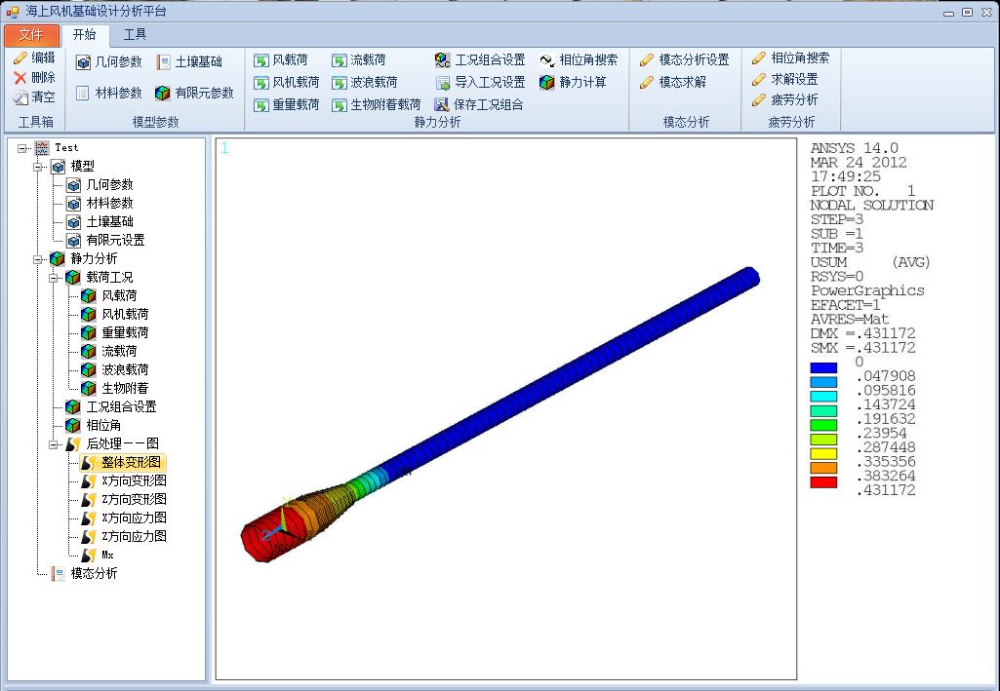 海上风机基础设计分析平台
文件 开始 工具
编辑 几何参数 土壤基础 风载荷 流载荷 工况组合设置 相位角搜索 模态分析设置 相位角搜索
删除 材料参数 有限元参数 风机载荷 波浪载荷 导入工况设置 静力计算 模态求解 求解设置
清空 重量载荷 生物附着载荷 保存工况组合 疲劳分析
工具箱 模型参数 静力分析 模态分析 疲劳分析
Test
模型
几何参数
材料参数
土壤基础
有限元设置
静力分析
载荷工况
风载荷
风机载荷
重量载荷
流载荷
波浪载荷
生物附着
工况组合设置
相位角
后处理——图
整体变形图
X方向变形图
Z方向变形图
X方向应力图
Z方向应力图
Mx
模态分析
1
ANSYS 14.0
MAR 24 2012
17:49:25
PLOT NO. 1
NODAL SOLUTION
STEP=3
SUB =1
TIME=3
USUM (AVG)
RSYS=0
PowerGraphics
EFACET=1
AVRES=Mat
DMX =.431172
SMX =.431172
0
.047908
.095816
.143724
.191632
.23954
.287448
.335356
.383264
.431172